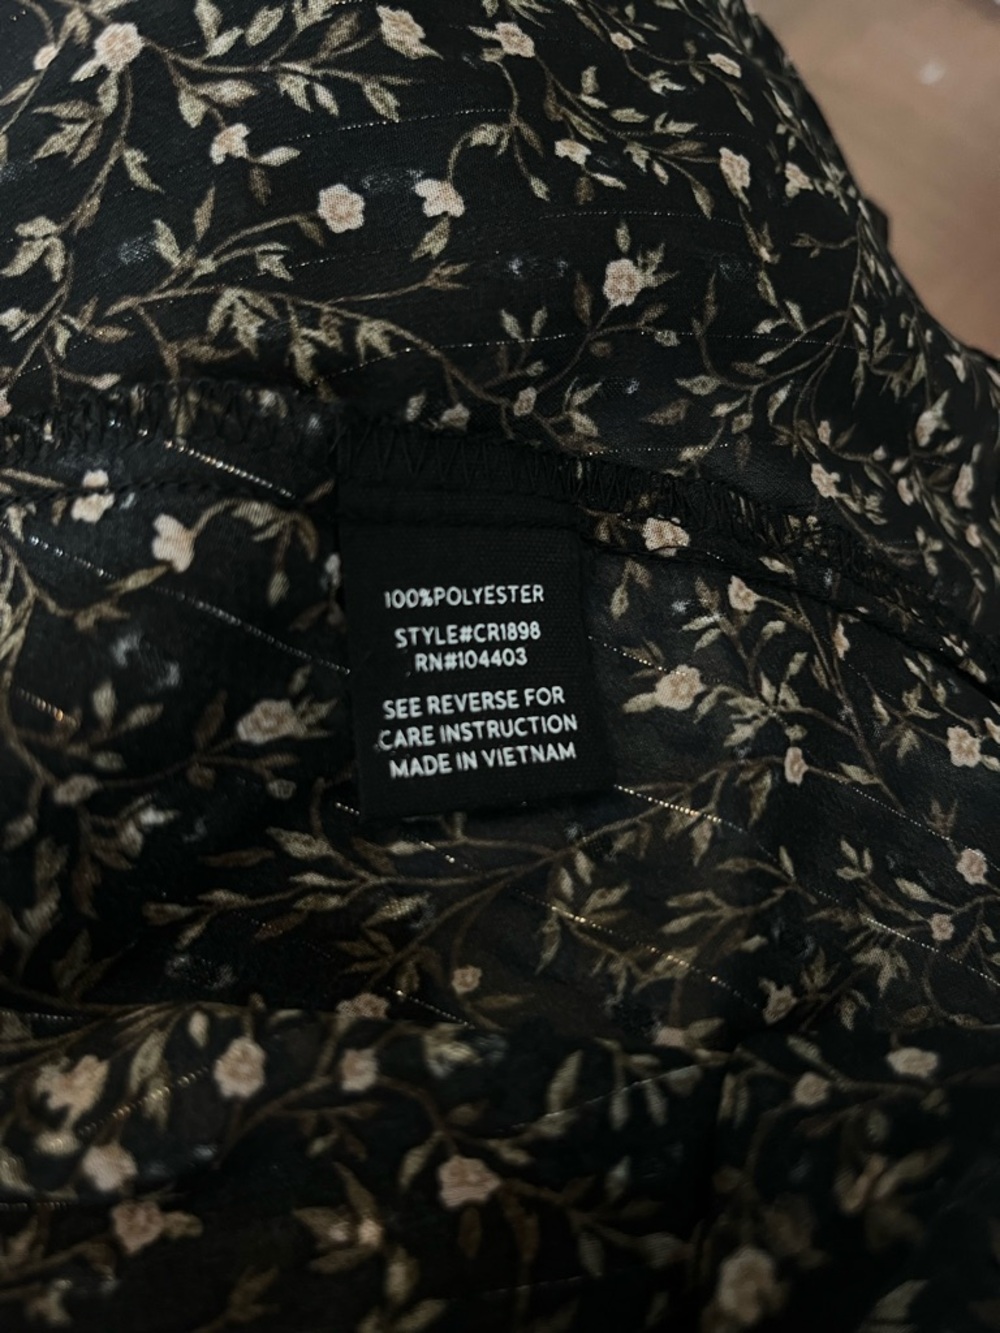 100%POLYESTER
STYLE#CR1898
RN#104403
SEE REVERSE FOR
CARE INSTRUCTION
MADE IN VIETNAM